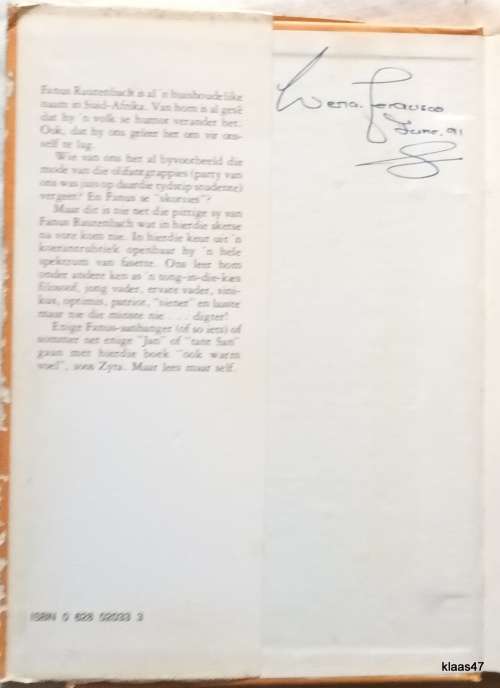 Fanus Rautenbach is al 'n huishoudelike
naam in Suid-Afrika. Van hom is al gesê
dat hy 'n volk se humor verander het.
Ook, dat hy ons geleer het om vir ons-
self te lag.
Wie van ons het al byvoorbeeld die
mode van die olifantgrappies (party van
ons was juis op daardie tydstip studente)
vergeet? En Fanus se "skorsies"?
Maar dit is nie net die pittige sy van
Fanus Rautenbach wat in hierdie sketse
na vore kom nie. In hierdie keur uit 'n
koerantrubriek openbaar hy 'n hele
spektrum van fasette. Ons leer hom
onder andere ken as 'n tong-in-die-kies
filosoof, jong vader, ervare vader, sini-
kus, optimis, patriot, "siener" en laaste
maar nie die minste nie . . . digter!
Enige Fanus-aanhanger (of so iets) of
sommer net enige "Jan" of "tant San"
gaan met hierdie boek "ook warm
voel", soos Zyta. Maar lees maar self.
ISBN 0 628 02033 3
June. 91
klaas47